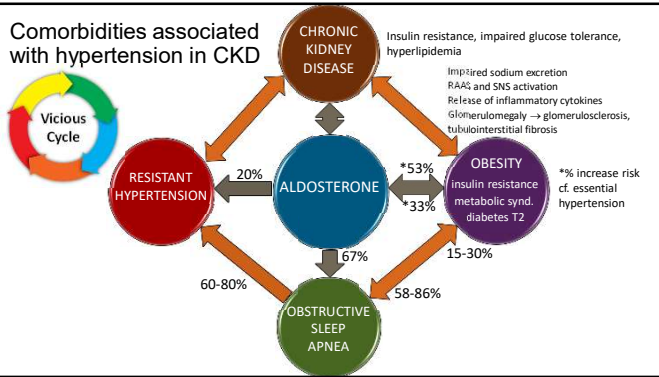 Comorbidities associated
with hypertension in CKD
Vicious
Cycle
CHRONIC
KIDNEY
DISEASE
Insulin resistance, impaired glucose tolerance,
hyperlipidemia
Impaired sodium excretion
RAAS and SNS activation
Release of inflammatory cytokines
Glomerulomegaly → glomerulosclerosis,
tubulointerstitial fibrosis
RESISTANT
HYPERTENSION
20%
ALDOSTERONE
*53%
*33%
OBESITY
insulin resistance
metabolic synd.
diabetes T2
*% increase risk
cf. essential
hypertension
67%
15-30%
60-80%
58-86%
OBSTRUCTIVE
SLEEP
APNEA